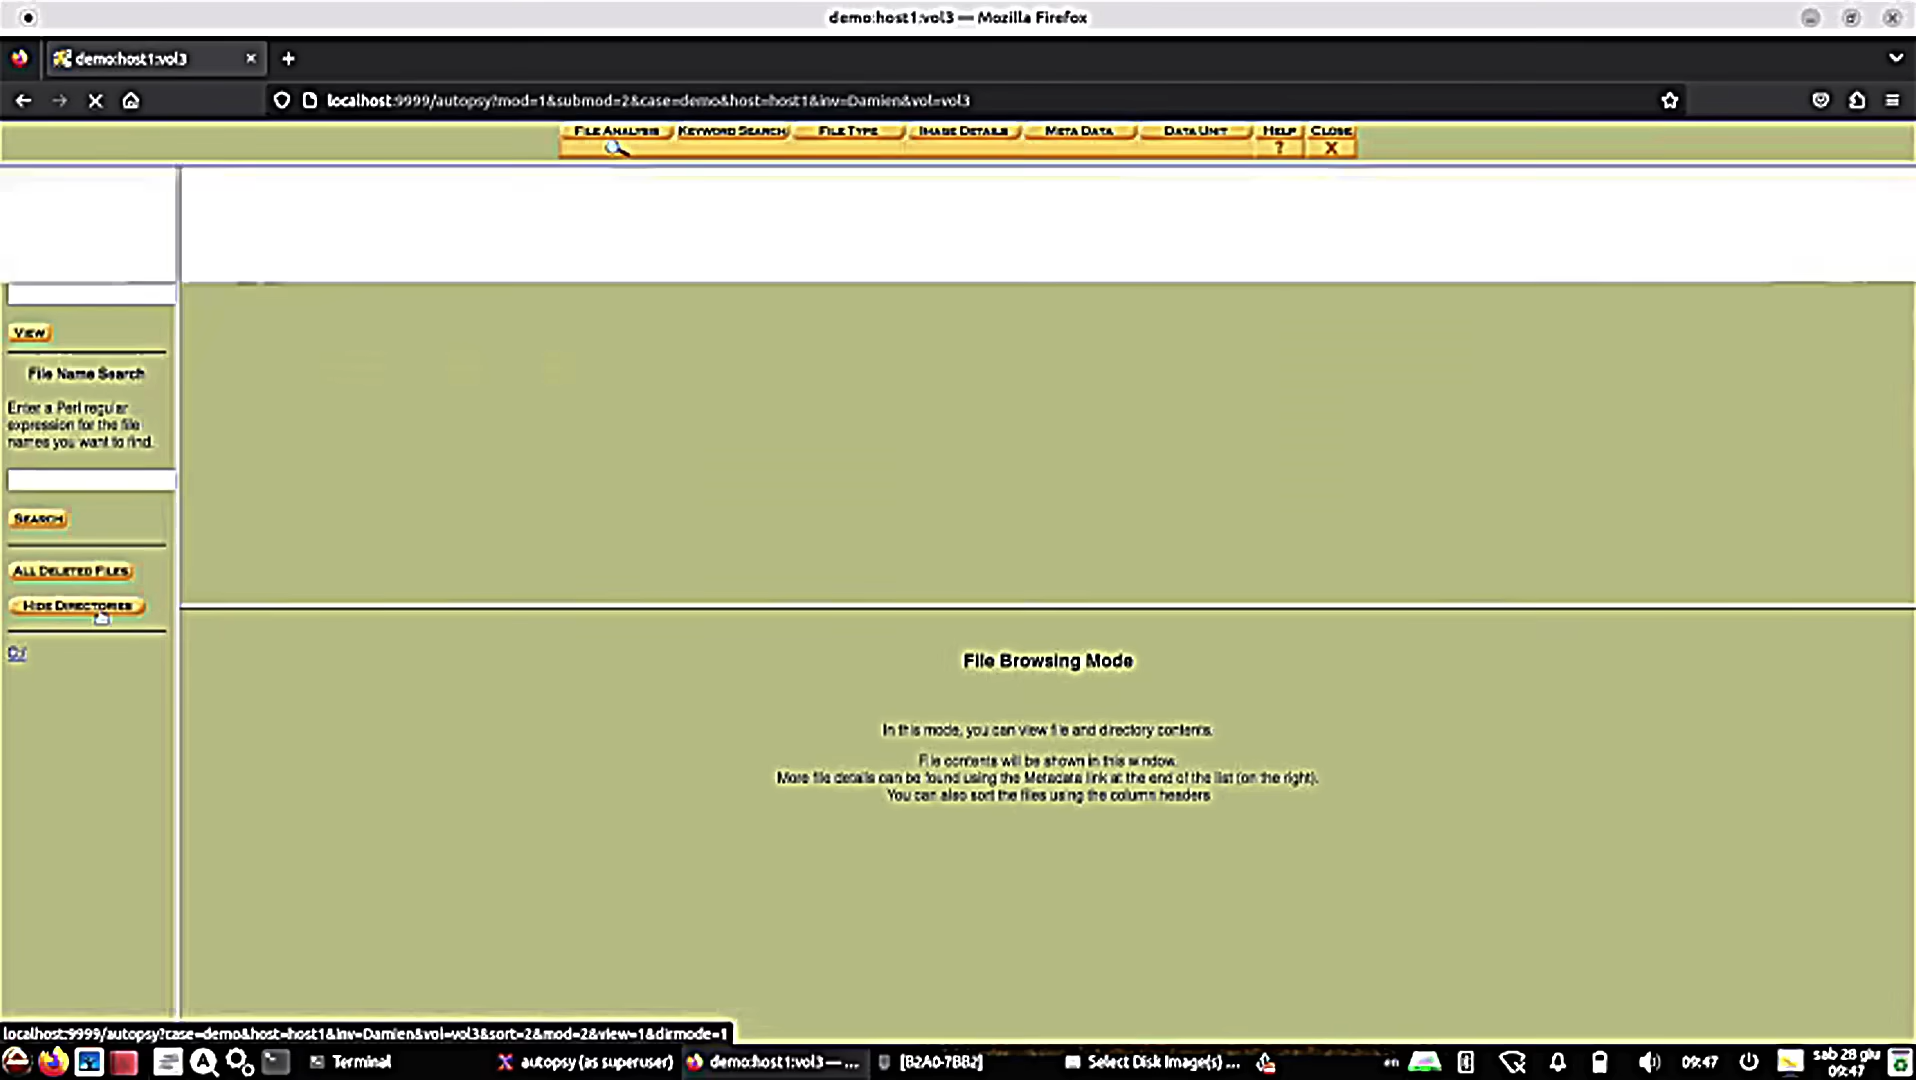 demo:host1:vol3 — Mozilla Firefox
demo:host1:vol3
localhost:9999/autopsy?mod=1&submod=2&case=demo&host=host1&inv=Damien&vol=vol3
FILE ANALYSIS KEYWORD SEARCH FILE TYPE IMAGE DETAILS META DATA DATA UNIT HELP CLOSE
? X
VIEW
File Name Search
Enter a Perl regular
expression for the file
names you want to find.
SEARCH
ALL DELETED FILES
HIDE DIRECTORIES
C:/
File Browsing Mode
In this mode, you can view file and directory contents.
File contents will be shown in this window.
More file details can be found using the Metadata link at the end of the list (on the right).
You can also sort the files using the column headers
localhost:9999/autopsy?case=demo&host=host1&inv=Damien&vol=vol3&sort=2&mod=2&view=1&dirmode=1
Terminal autopsy (as superuser) demo:host1:vol3 — ... [B2A0-7BB2] Select Disk Image(s) ... en 09:47 sab 28 giu
09:47